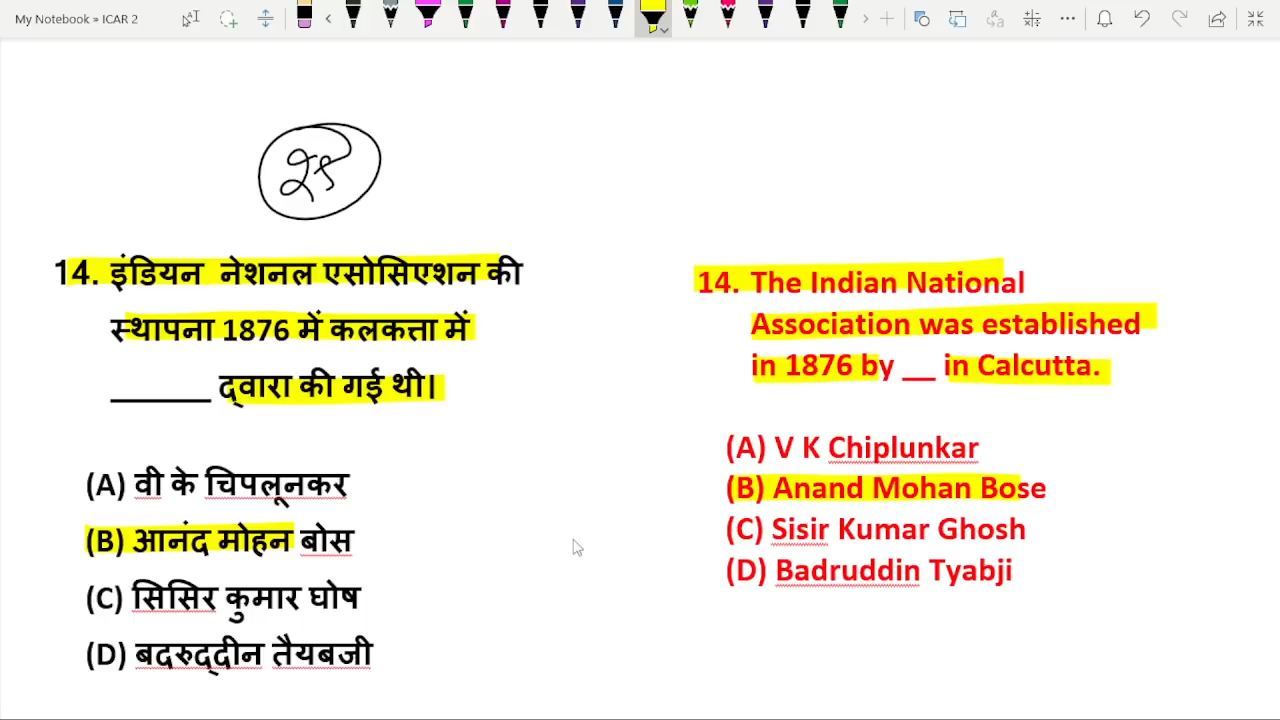 My Notebook » ICAR 2
14. इंडियन नेशनल एसोसिएशन की
स्थापना 1876 में कलकत्ता में
______ द्वारा की गई थी।
(A) वी के चिपलूनकर
(B) आनंद मोहन बोस
(C) सिसिर कुमार घोष
(D) बदरुद्दीन तैयबजी
14. The Indian National
Association was established
in 1876 by __ in Calcutta.
(A) V K Chiplunkar
(B) Anand Mohan Bose
(C) Sisir Kumar Ghosh
(D) Badruddin Tyabji